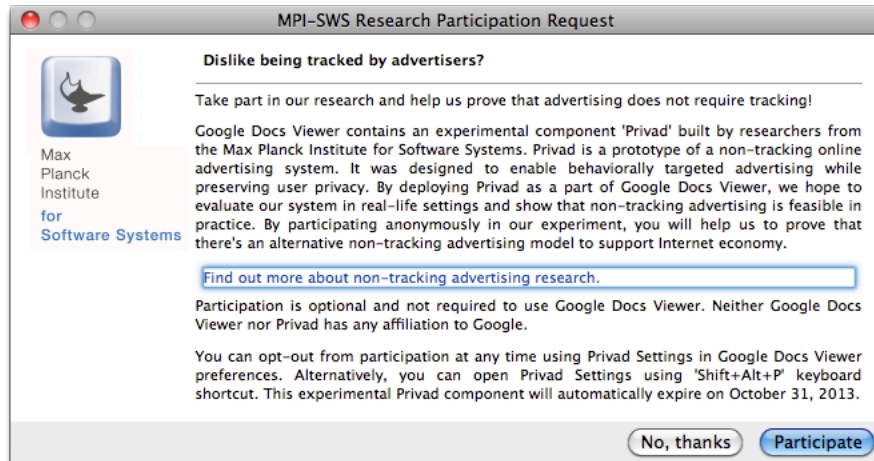 MPI-SWS Research Participation Request
Dislike being tracked by advertisers?
Take part in our research and help us prove that advertising does not require tracking!
Google Docs Viewer contains an experimental component 'Privad' built by researchers from
the Max Planck Institute for Software Systems. Privad is a prototype of a non-tracking online
advertising system. It was designed to enable behaviorally targeted advertising while
preserving user privacy. By deploying Privad as a part of Google Docs Viewer, we hope to
evaluate our system in real-life settings and show that non-tracking advertising is feasible in
practice. By participating anonymously in our experiment, you will help us to prove that
there's an alternative non-tracking advertising model to support Internet economy.
Max
Planck
Institute
for
Software Systems
Find out more about non-tracking advertising research.
Participation is optional and not required to use Google Docs Viewer. Neither Google Docs
Viewer nor Privad has any affiliation to Google.
You can opt-out from participation at any time using Privad Settings in Google Docs Viewer
preferences. Alternatively, you can open Privad Settings using 'Shift+Alt+P' keyboard
shortcut. This experimental Privad component will automatically expire on October 31, 2013.
No, thanks
Participate